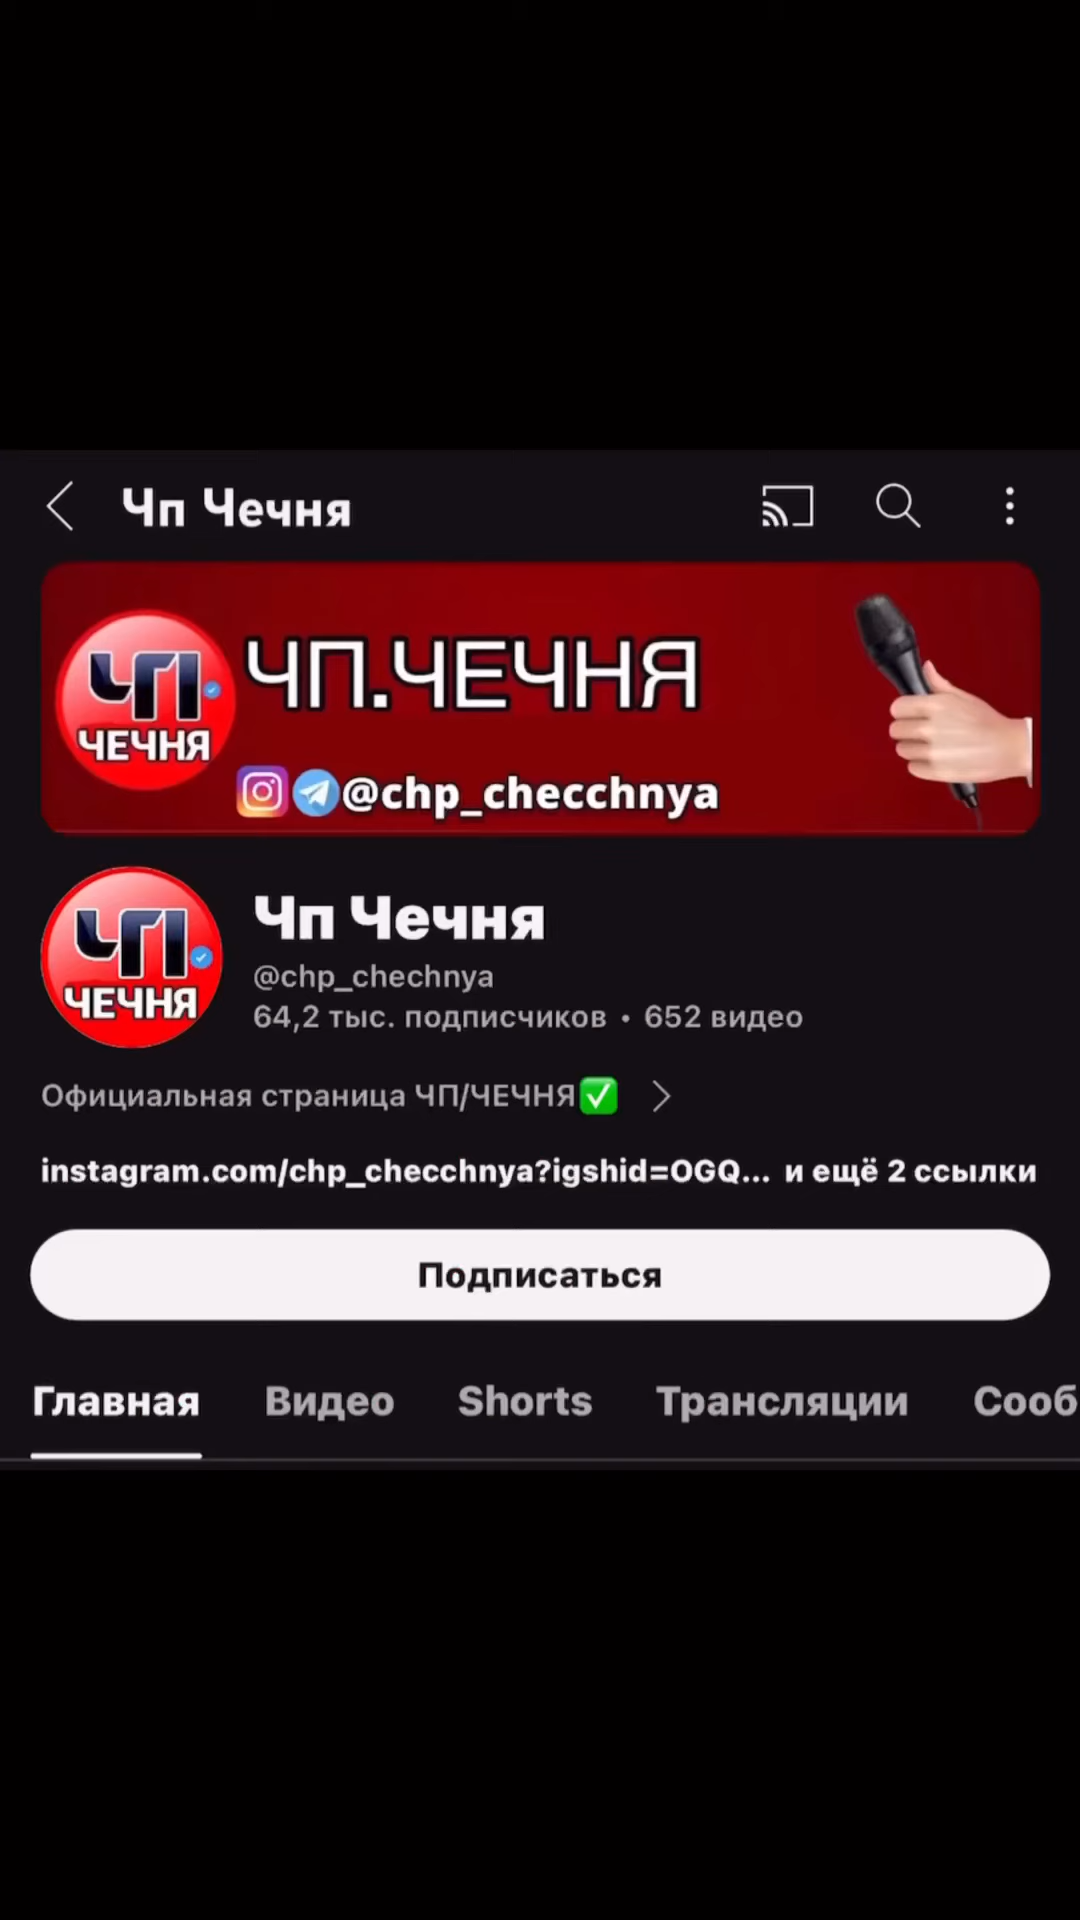 Чп Чечня
ЧП
ЧЕЧНЯ
ЧП.ЧЕЧНЯ
@chp_checchnya
ЧП
ЧЕЧНЯ
Чп Чечня
@chp_chechnya
64,2 тыс. подписчиков • 652 видео
Официальная страница ЧП/ЧЕЧНЯ✅
instagram.com/chp_checchnya?igshid=OGQ... и ещё 2 ссылки
Подписаться
Главная Видео Shorts Трансляции Сооб